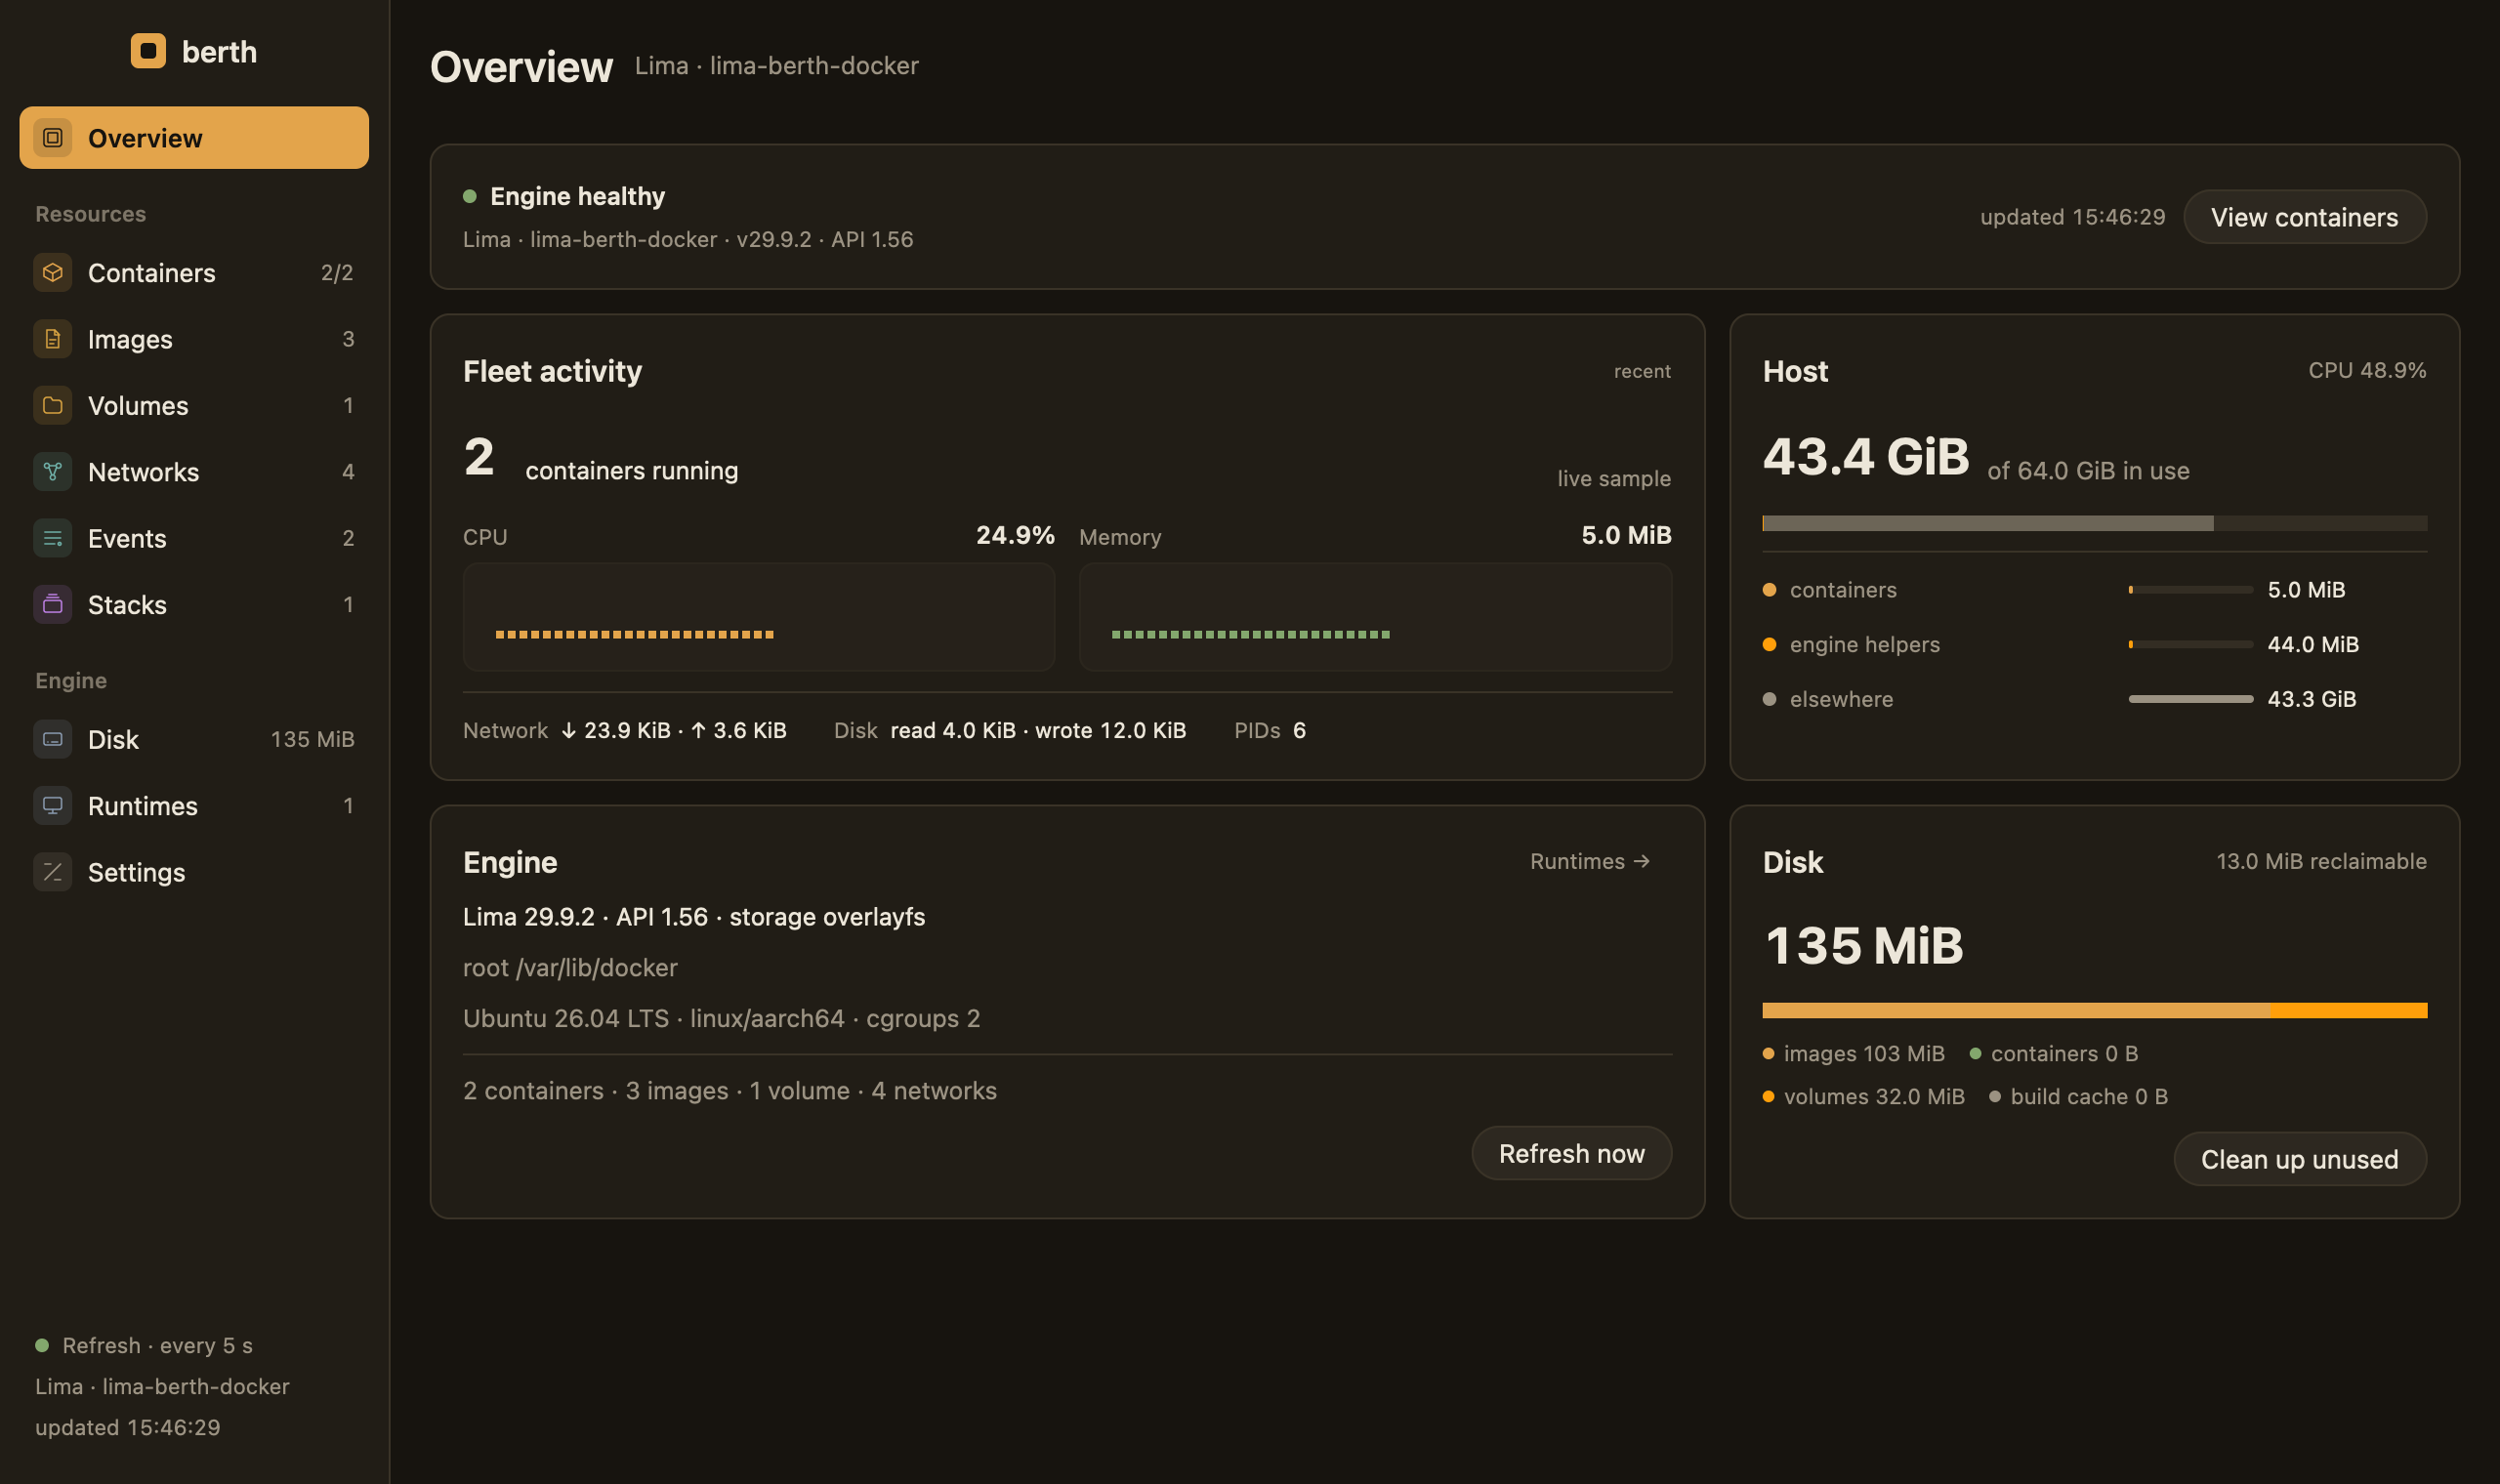 berth
Overview
Resources
Containers 2/2
Images 3
Volumes 1
Networks 4
Events 2
Stacks 1
Engine
Disk 135 MiB
Runtimes 1
Settings
Refresh · every 5 s
Lima · lima-berth-docker
updated 15:46:29
Overview Lima · lima-berth-docker
Engine healthy
Lima · lima-berth-docker · v29.9.2 · API 1.56
updated 15:46:29 View containers
Fleet activity recent
2 containers running live sample
CPU 24.9% Memory 5.0 MiB
Network ↓ 23.9 KiB · ↑ 3.6 KiB Disk read 4.0 KiB · wrote 12.0 KiB PIDs 6
Host CPU 48.9%
43.4 GiB of 64.0 GiB in use
containers 5.0 MiB
engine helpers 44.0 MiB
elsewhere 43.3 GiB
Engine Runtimes →
Lima 29.9.2 · API 1.56 · storage overlayfs
root /var/lib/docker
Ubuntu 26.04 LTS · linux/aarch64 · cgroups 2
2 containers · 3 images · 1 volume · 4 networks
Refresh now
Disk 13.0 MiB reclaimable
135 MiB
images 103 MiB containers 0 B
volumes 32.0 MiB build cache 0 B
Clean up unused